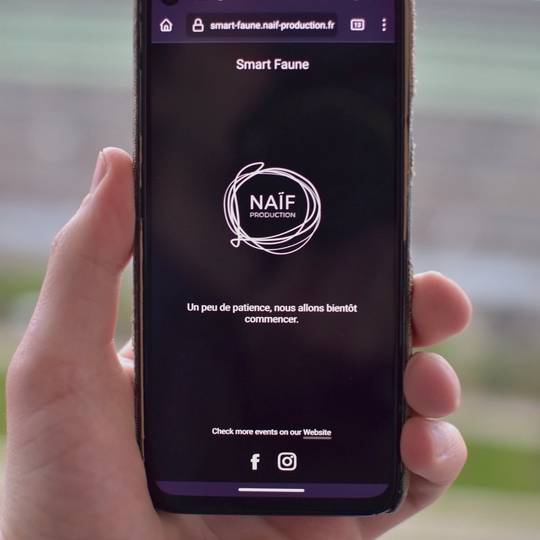 smart-faune.naif-production.fr
13
Smart Faune
NAÏF
PRODUCTION
Un peu de patience, nous allons bientôt
commencer.
Check more events on our Website